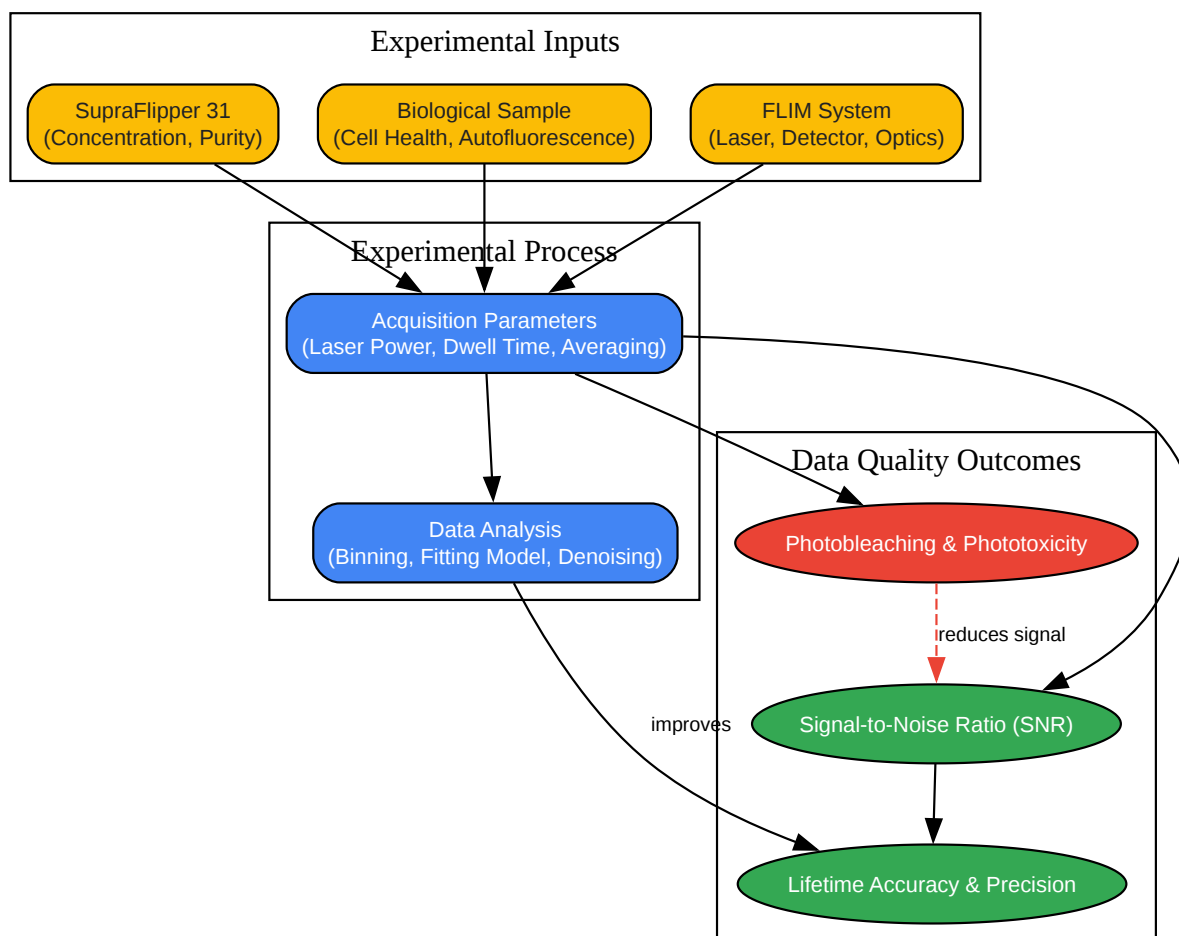 Experimental Inputs
SupraFlipper 31
(Concentration, Purity)
Biological Sample
(Cell Health, Autofluorescence)
FLIM System
(Laser, Detector, Optics)
Experimental Process
Acquisition Parameters
(Laser Power, Dwell Time, Averaging)
Data Analysis
(Binning, Fitting Model, Denoising)
Data Quality Outcomes
Photobleaching & Phototoxicity
reduces signal
Signal-to-Noise Ratio (SNR)
improves
Lifetime Accuracy & Precision